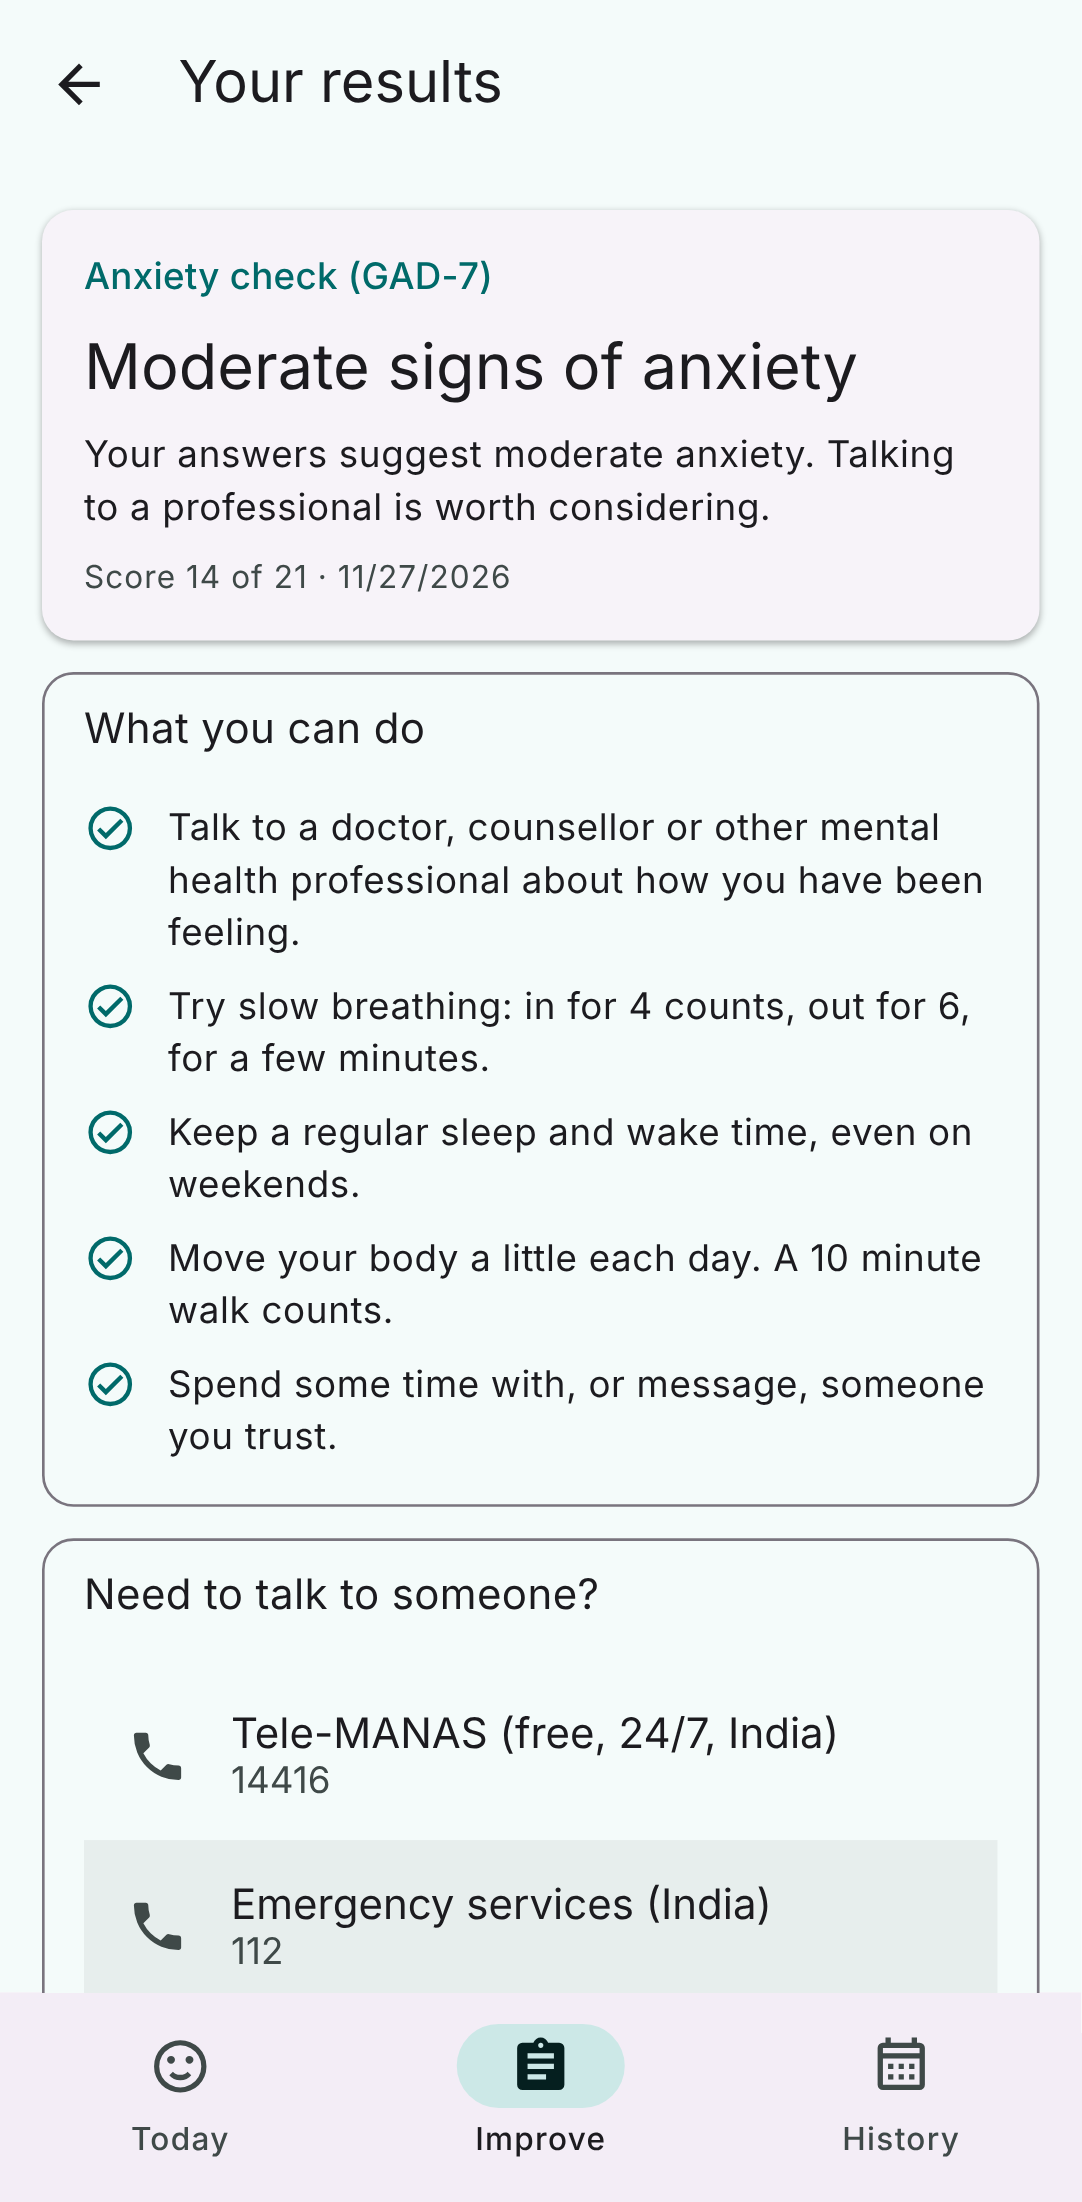 Your results
Anxiety check (GAD-7)
Moderate signs of anxiety
Your answers suggest moderate anxiety. Talking
to a professional is worth considering.
Score 14 of 21 · 11/27/2026
What you can do
Talk to a doctor, counsellor or other mental
health professional about how you have been
feeling.
Try slow breathing: in for 4 counts, out for 6,
for a few minutes.
Keep a regular sleep and wake time, even on
weekends.
Move your body a little each day. A 10 minute
walk counts.
Spend some time with, or message, someone
you trust.
Need to talk to someone?
Tele-MANAS (free, 24/7, India)
14416
Emergency services (India)
112
Today
Improve
History